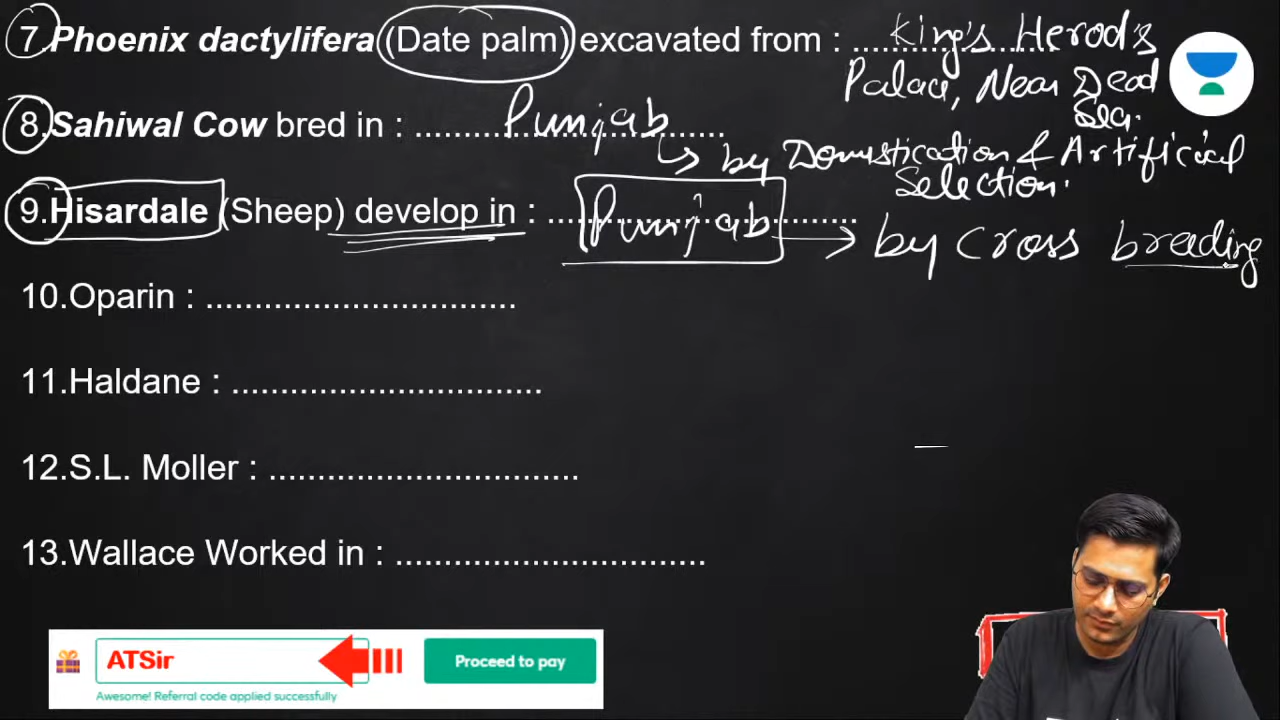 7. Phoenix dactylifera (Date palm) excavated from : ..................... King's Herod's
Palace, Near Dead
Sea.
8. Sahiwal Cow bred in : ................................ Punjab
↳ by Domestication & Artificial
Selection.
9. Hisardale (Sheep) develop in : ................................ Punjab → by Cross breading
10.Oparin : ................................
11.Haldane : ................................
12.S.L. Moller : ................................
13.Wallace Worked in : ................................
ATSir
Proceed to pay
Awesome! Referral code applied successfully